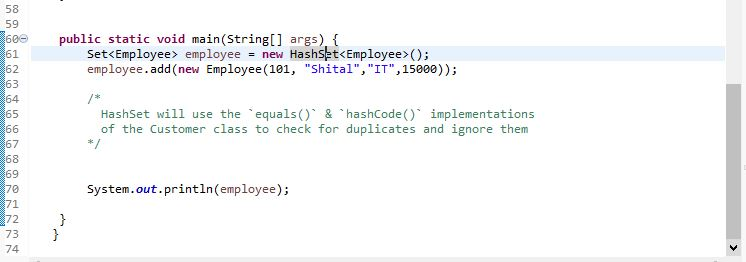 58
59
60 public static void main(String[] args) {
61 Set<Employee> employee = new HashSet<Employee>();
62 employee.add(new Employee(101, "Shital","IT",15000));
63
64 /*
65 HashSet will use the `equals()` & `hashCode()` implementations
66 of the Customer class to check for duplicates and ignore them
67 */
68
69
70 System.out.println(employee);
71
72 }
73 }
74